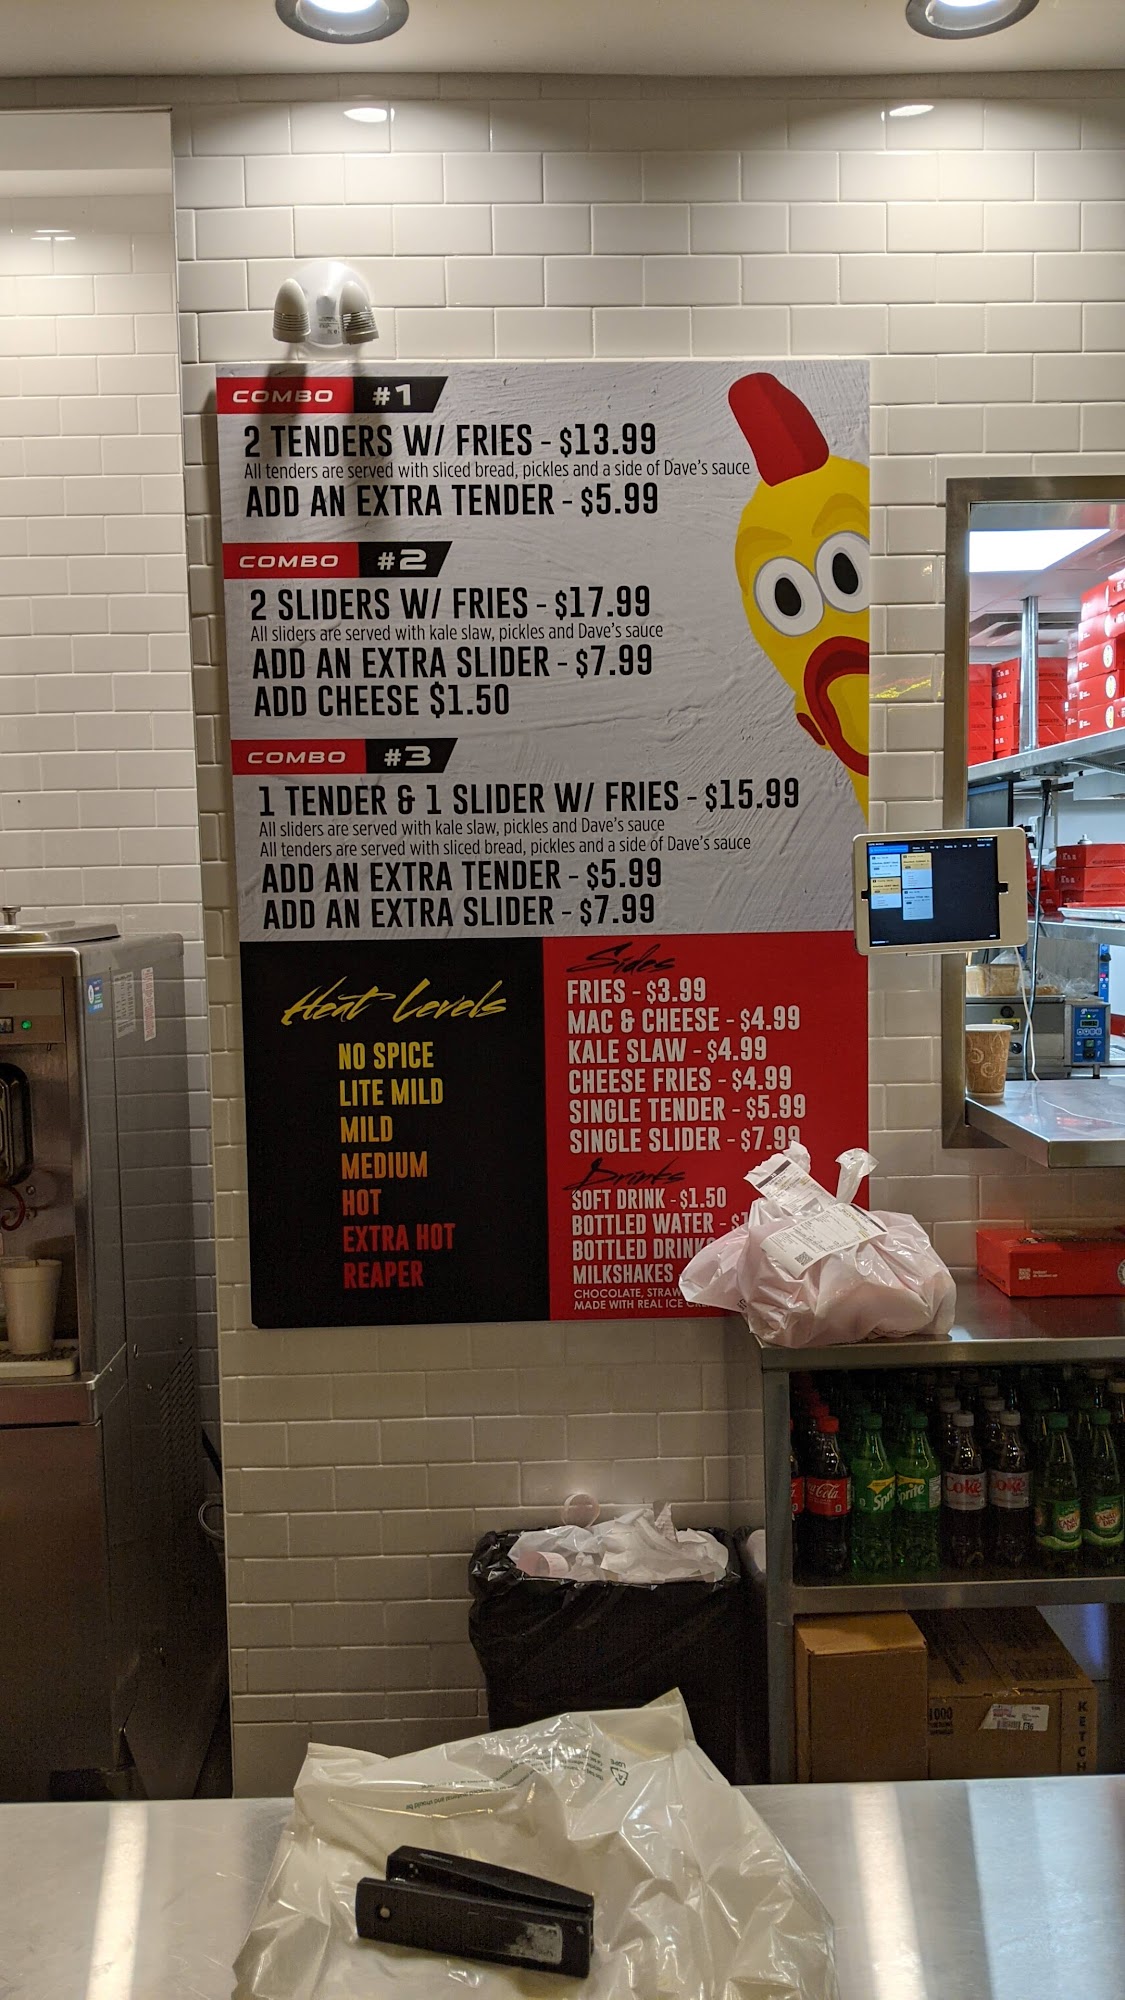 COMBO #1
2 TENDERS W/ FRIES - $13.99
All tenders are served with sliced bread, pickles and a side of Dave's sauce
ADD AN EXTRA TENDER - $5.99
COMBO #2
2 SLIDERS W/ FRIES - $17.99
All sliders are served with kale slaw, pickles and Dave's sauce
ADD AN EXTRA SLIDER - $7.99
ADD CHEESE $1.50
COMBO #3
1 TENDER & 1 SLIDER W/ FRIES - $15.99
All sliders are served with kale slaw, pickles and Dave's sauce
All tenders are served with sliced bread, pickles and a side of Dave's sauce
ADD AN EXTRA TENDER - $5.99
ADD AN EXTRA SLIDER - $7.99
Heat Levels
NO SPICE
LITE MILD
MILD
MEDIUM
HOT
EXTRA HOT
REAPER
Sides
FRIES - $3.99
MAC & CHEESE - $4.99
KALE SLAW - $4.99
CHEESE FRIES - $4.99
SINGLE TENDER - $5.99
SINGLE SLIDER - $7.99
Drinks
SOFT DRINK - $1.50
BOTTLED WATER -
BOTTLED
MILKSHAKES
CHOCOLATE,
MADE WITH REAL ICE
Coca-Cola
Sprite
Sprite
Coke
Coke
1000
LDPE